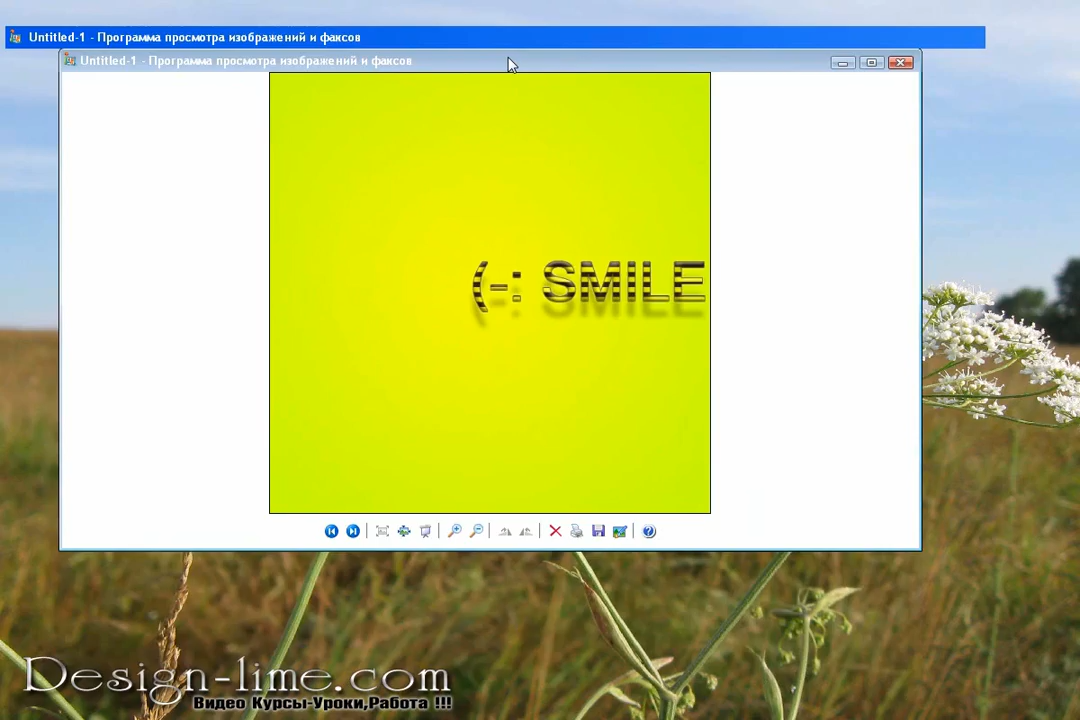 Untitled-1 - Программа просмотра изображений и факсов
Untitled-1 - Программа просмотра изображений и факсов
(-: SMILE
Design-lime.com
Видео Курсы-Уроки,Работа !!!